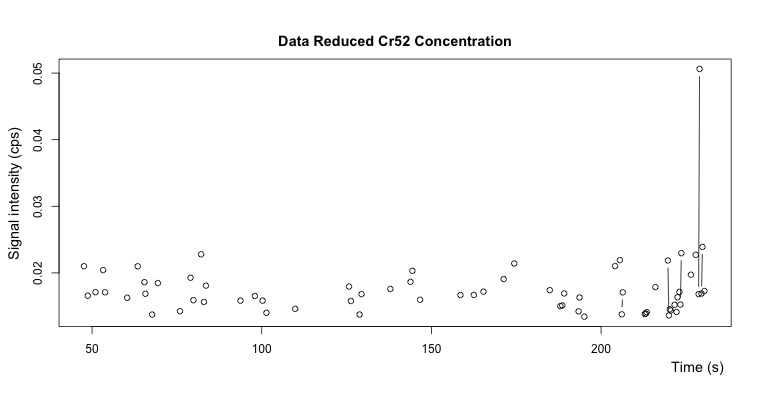 Data Reduced Cr52 Concentration
Signal intensity (cps)
0.05
0.04
0.03
0.02
50 100 150 200
Time (s)